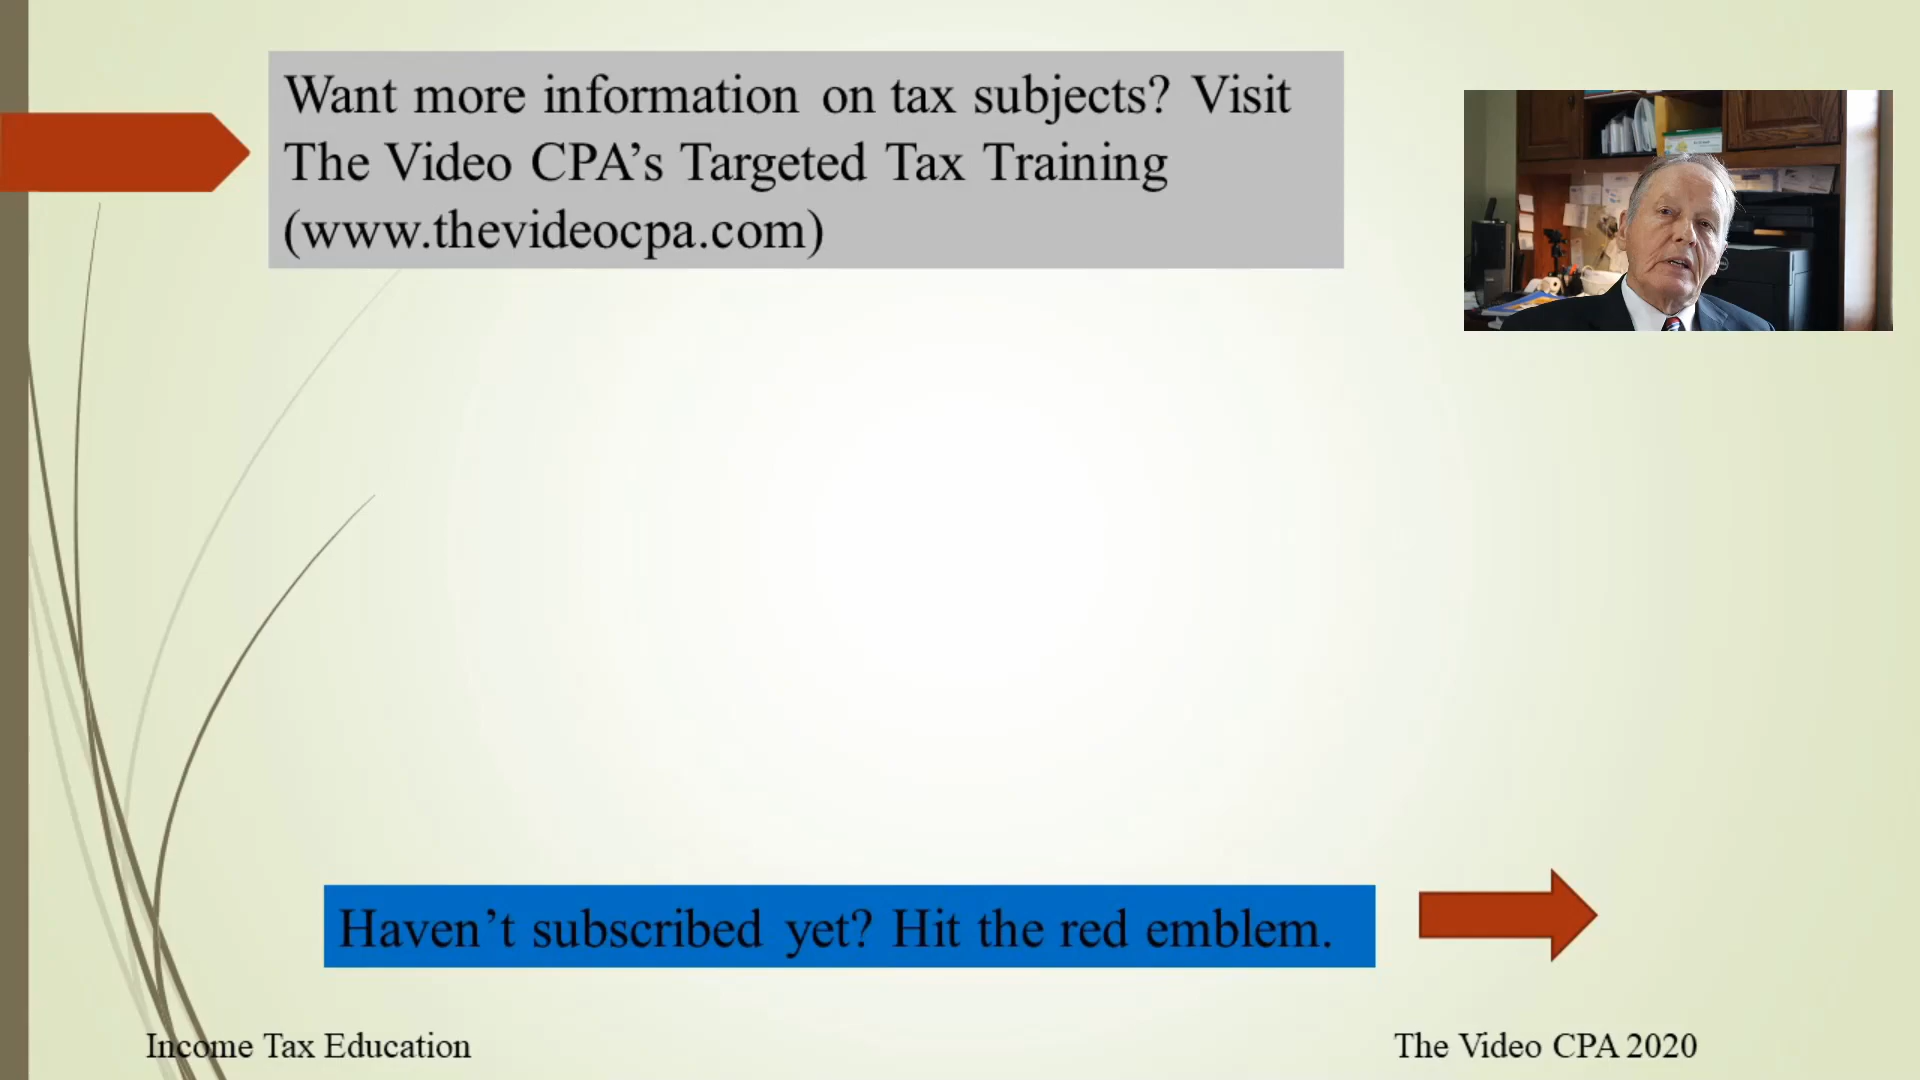 Want more information on tax subjects? Visit
The Video CPA’s Targeted Tax Training
(www.thevideocpa.com)
Haven’t subscribed yet? Hit the red emblem.
Income Tax Education
The Video CPA 2020